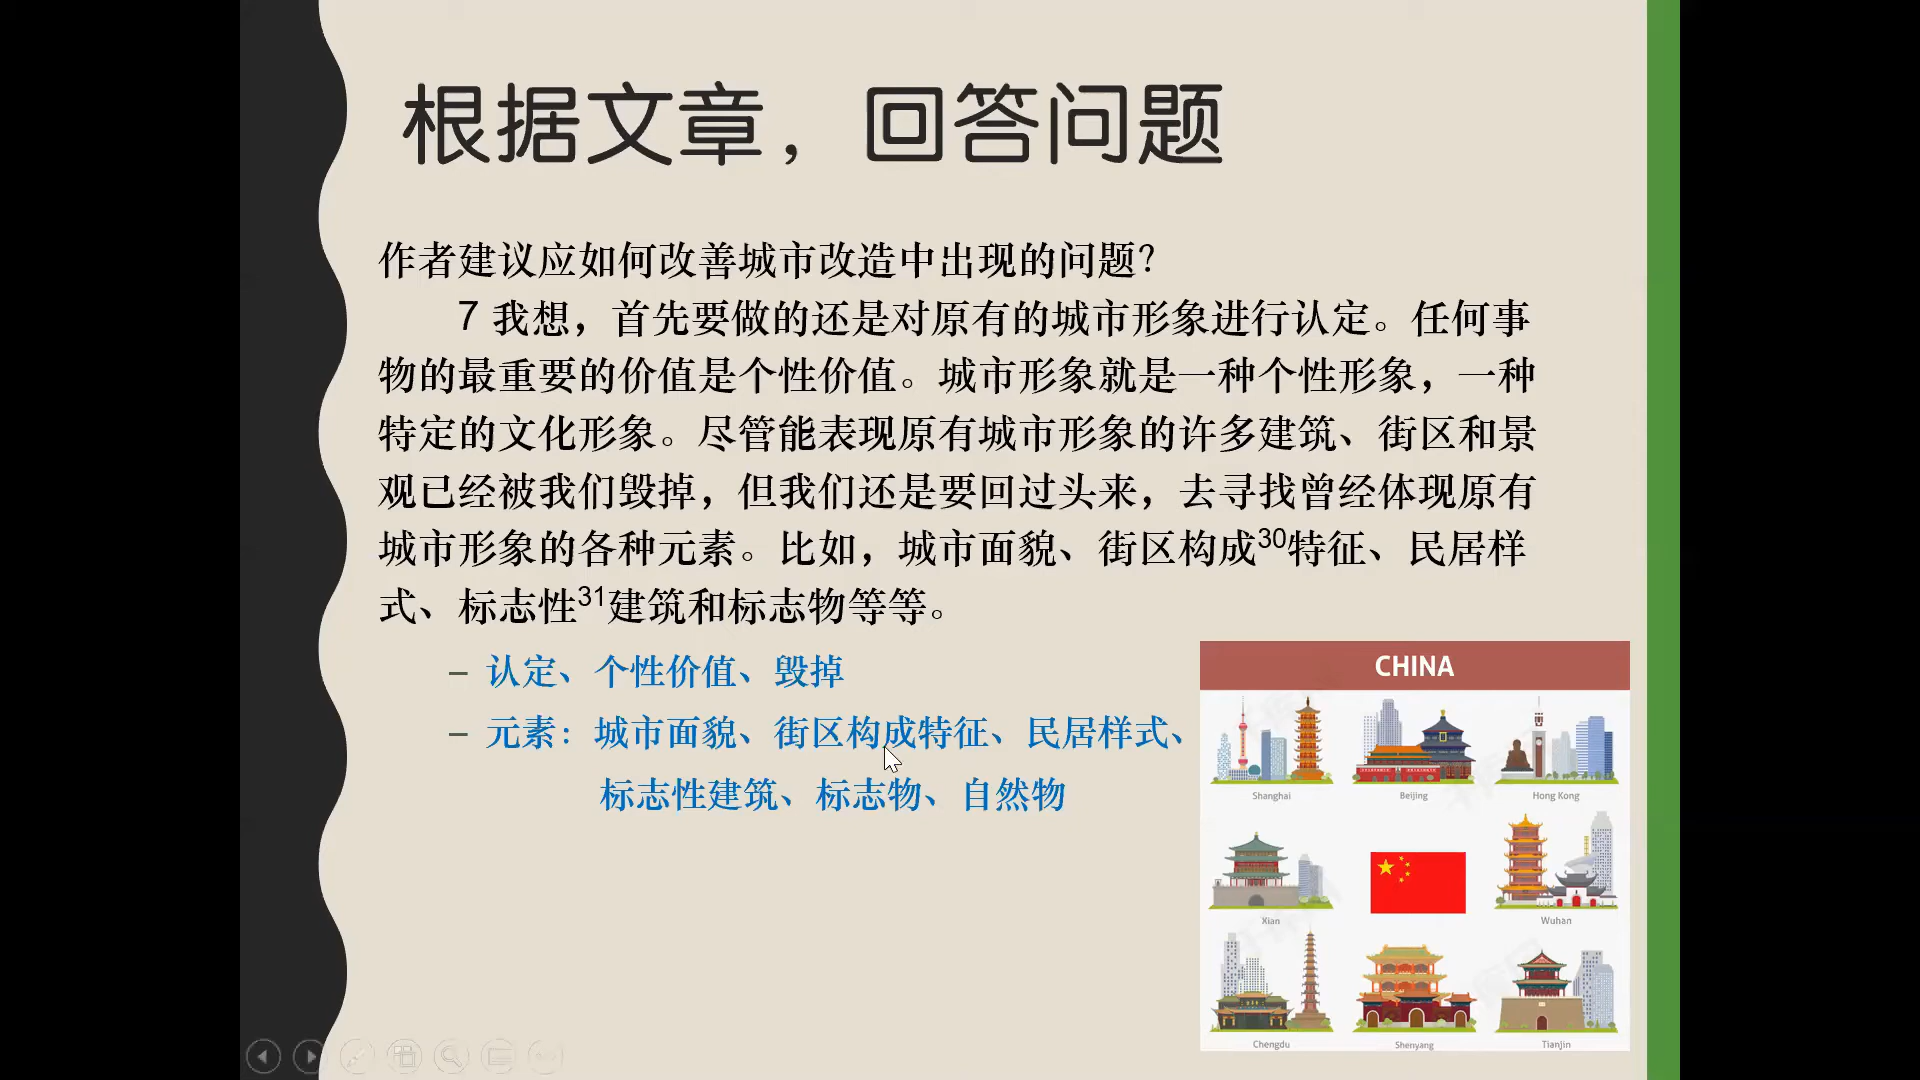 根据文章，回答问题
作者建议应如何改善城市改造中出现的问题？
7 我想，首先要做的还是对原有的城市形象进行认定。任何事
物的最重要的价值是个性价值。城市形象就是一种个性形象，一种
特定的文化形象。尽管能表现原有城市形象的许多建筑、街区和景
观已经被我们毁掉，但我们还是要回过头来，去寻找曾经体现原有
城市形象的各种元素。比如，城市面貌、街区构成30特征、民居样
式、标志性31建筑和标志物等等。
– 认定、个性价值、毁掉
– 元素：城市面貌、街区构成特征、民居样式、
标志性建筑、标志物、自然物
CHINA
Shanghai
Beijing
Hong Kong
Xian
Wuhan
Chengdu
Shenyang
Tianjin